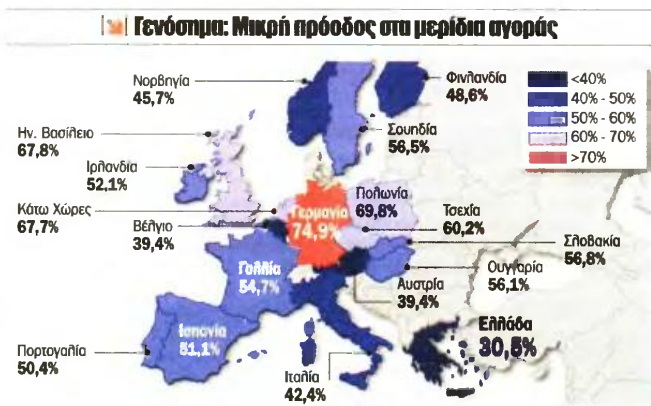 Γενόσημα: Μικρή πρόοδος στα μερίδια αγοράς
Νορβηγία
45,7%
Φινλανδία
48,6%
<40%
40% - 50%
50% - 60%
60% - 70%
>70%
Ην. Βασίλειο
67,8%
Σουηδία
56,5%
Ιρλανδία
52,1%
Πολωνία
69,8%
Κάτω Χώρες
67,7%
Γερμανία
74,9%
Τσεχία
60,2%
Βέλγιο
39,4%
Σλοβακία
56,8%
Γαλλία
54,7%
Ουγγαρία
56,1%
Αυστρία
39,4%
Ελλάδα
30,5%
Ισπανία
51,1%
Πορτογαλία
50,4%
Ιταλία
42,4%